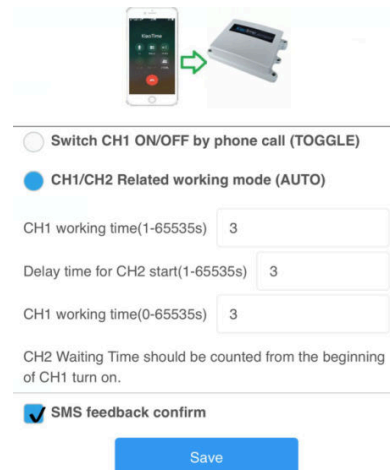 Switch CH1 ON/OFF by phone call (TOGGLE)
CH1/CH2 Related working mode (AUTO)
CH1 working time(1-65535s) 3
Delay time for CH2 start(1-65535s) 3
CH1 working time(0-65535s) 3
CH2 Waiting Time should be counted from the beginning
of CH1 turn on.
SMS feedback confirm
Save